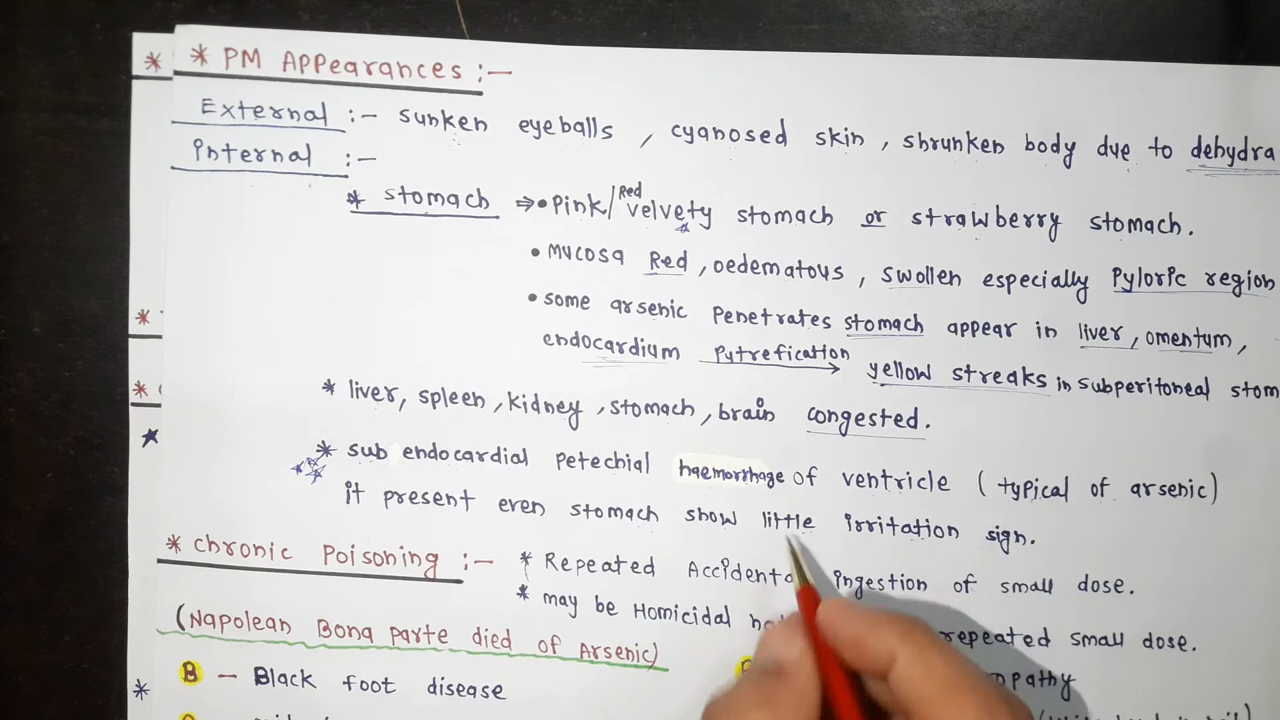 * PM Appearances :-
External :- sunken eyeballs , cyanosed skin , shrunken body due to dehydra
Internal :-
* stomach ⇒ • Pink/Red velvety stomach or strawberry stomach.
• Mucosa Red , oedematous , swollen especially Pyloric region
• some arsenic penetrates stomach appear in liver , omentum ,
endocardium Putrefication → yellow streaks in subperitoneal stom
* liver, spleen , kidney , stomach , brain congested.
* sub endocardial petechial haemorrhage of ventricle ( typical of arsenic )
it present even stomach show little irritation sign.
* Chronic Poisoning :- * Repeated Accidenta ingestion of small dose.
* may be Homicidal repeated small dose.
(Napolean Bona parte died of Arsenic)
B - Black foot disease
pathy